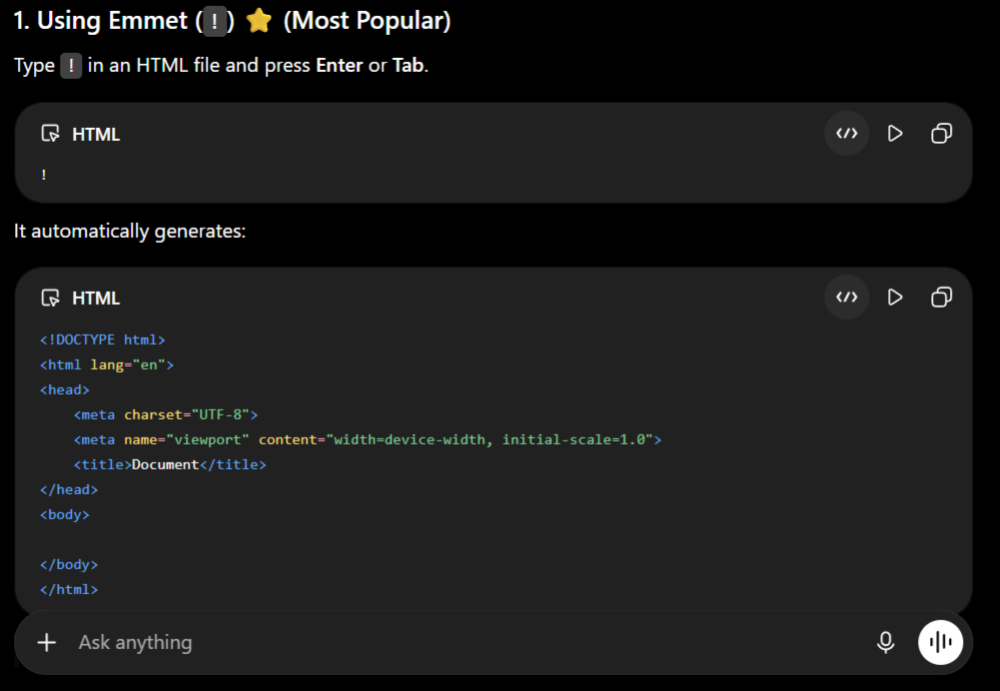 1. Using Emmet (!) ⭐ (Most Popular)
Type ! in an HTML file and press Enter or Tab.
HTML
!
It automatically generates:
HTML
<!DOCTYPE html>
<html lang="en">
<head>
    <meta charset="UTF-8">
    <meta name="viewport" content="width=device-width, initial-scale=1.0">
    <title>Document</title>
</head>
<body>

</body>
</html>
Ask anything